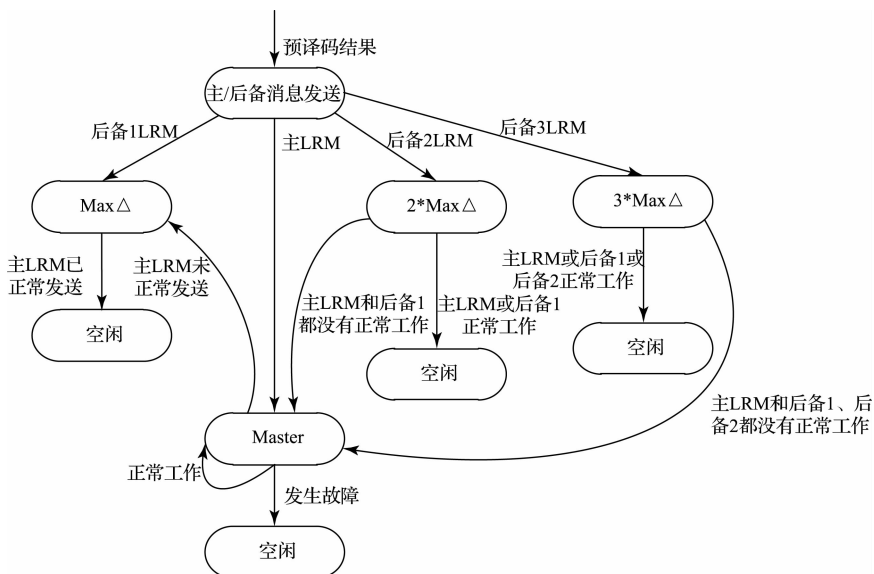 预译码结果
主/后备消息发送
后备1LRM
主LRM
后备2LRM
后备3LRM
Max△
2*Max△
3*Max△
主LRM已
正常发送
主LRM未
正常发送
主LRM和后备1
都没有正常工作
主LRM或后备1
正常工作
主LRM或后备1或
后备2正常工作
空闲
空闲
空闲
主LRM和后备1、后
备2都没有正常工作
Master
正常工作
发生故障
空闲